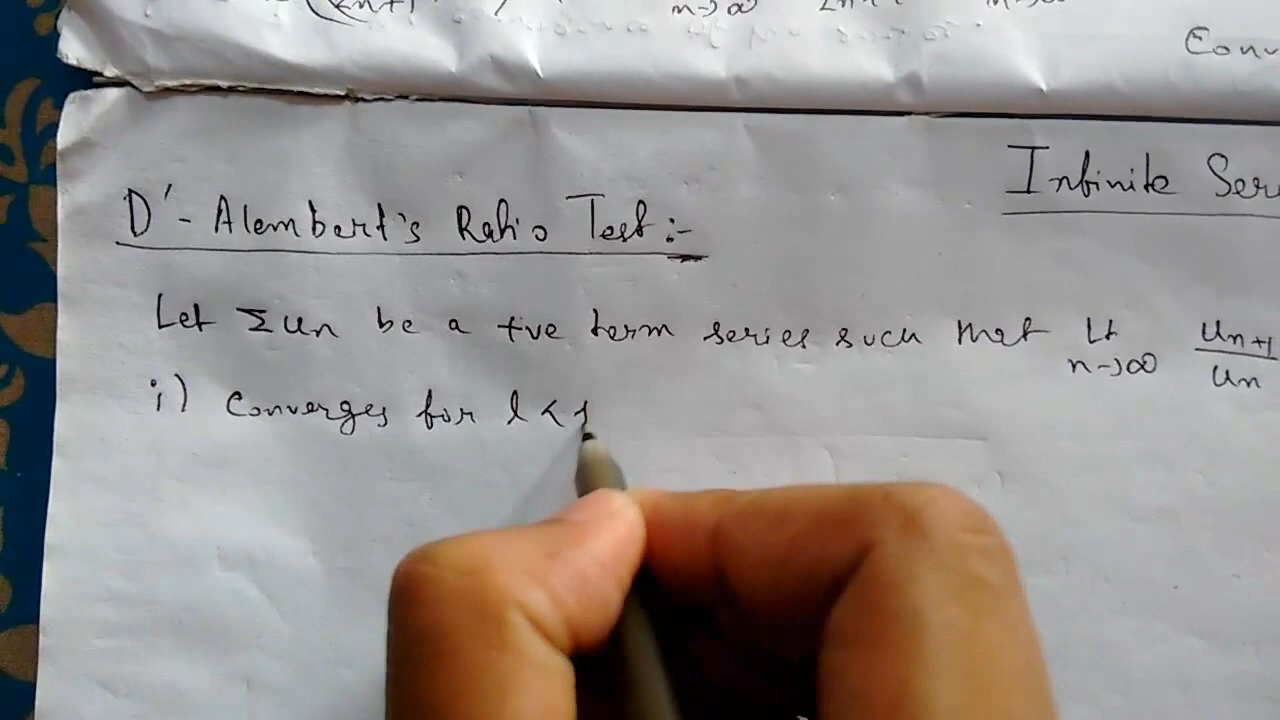 n→∞
Conv
Infinite Ser
D'-Alembert's Ratio Test:-
Let Σun be a +ve term series such that Lt n→∞ un+1/un
i) Converges for l<1